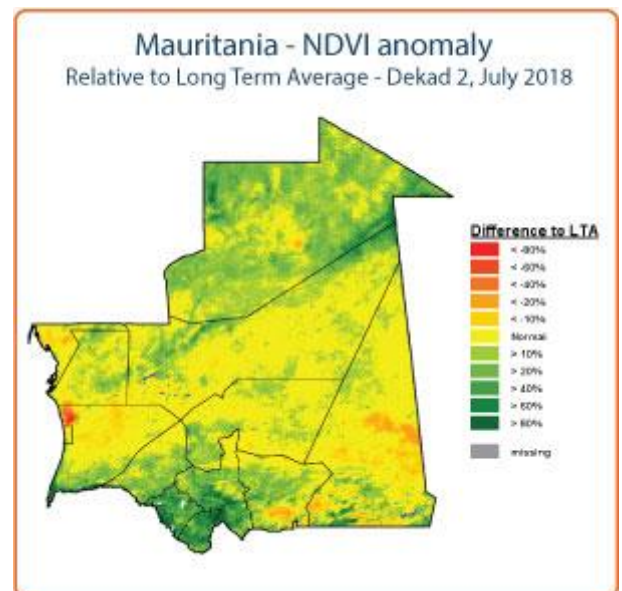 Mauritania - NDVI anomaly
Relative to Long Term Average - Dekad 2, July 2018
Difference to LTA
< -80%
< -60%
< -40%
< -20%
< -10%
Normal
> 10%
> 20%
> 40%
> 60%
> 80%
missing